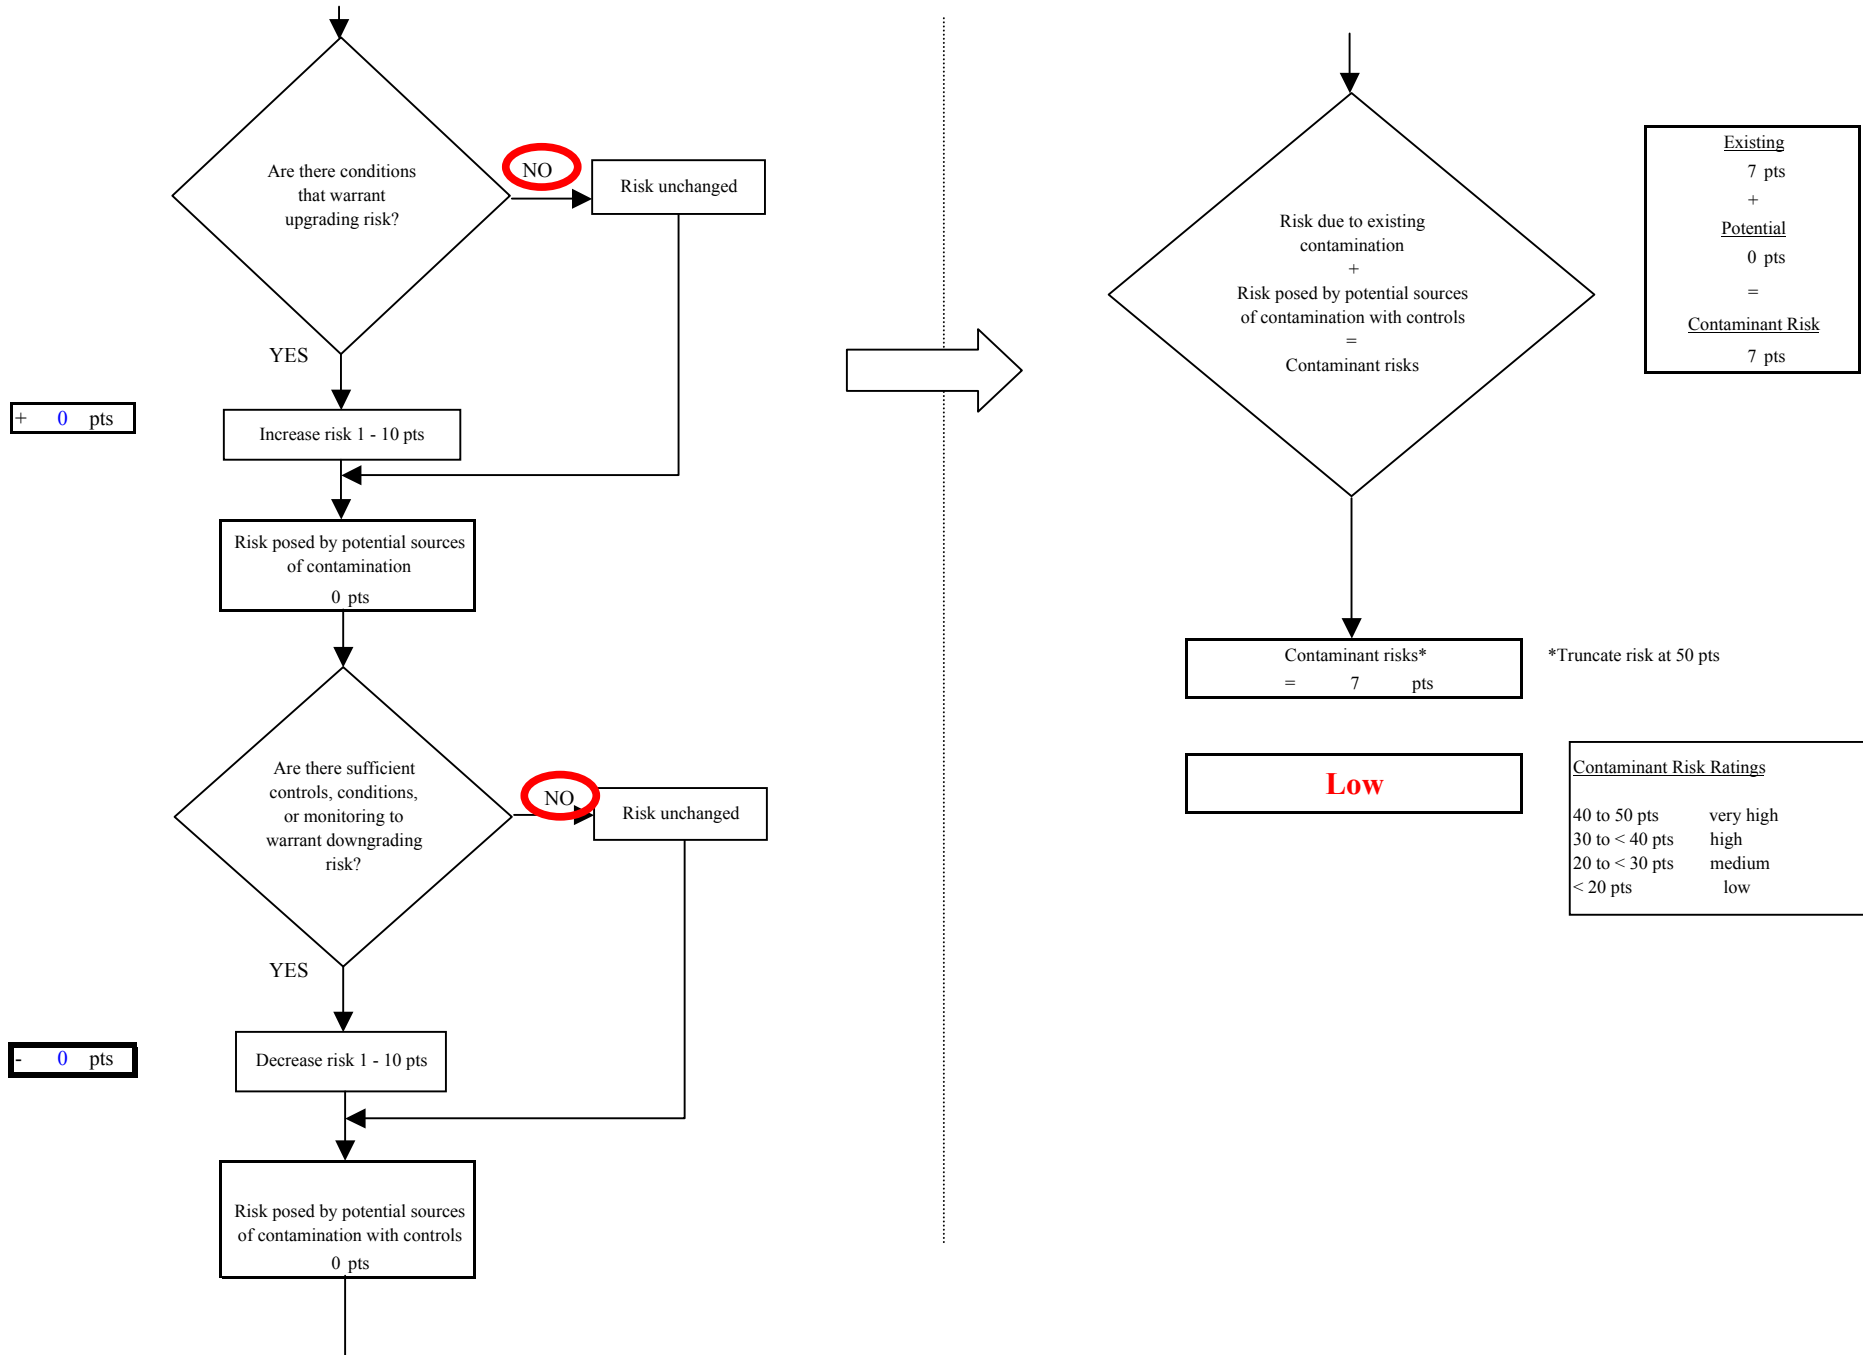 Are there conditions
that warrant
upgrading risk?
NO
Risk unchanged
YES
+ 0 pts
Increase risk 1 - 10 pts
Risk posed by potential sources
of contamination
0 pts
Are there sufficient
controls, conditions,
or monitoring to
warrant downgrading
risk?
NO
Risk unchanged
YES
- 0 pts
Decrease risk 1 - 10 pts
Risk posed by potential sources
of contamination with controls
0 pts
Risk due to existing
contamination
+
Risk posed by potential sources
of contamination with controls
=
Contaminant risks
Existing
7 pts
+
Potential
0 pts
=
Contaminant Risk
7 pts
Contaminant risks*
= 7 pts
*Truncate risk at 50 pts
Low
Contaminant Risk Ratings
40 to 50 pts very high
30 to < 40 pts high
20 to < 30 pts medium
< 20 pts low